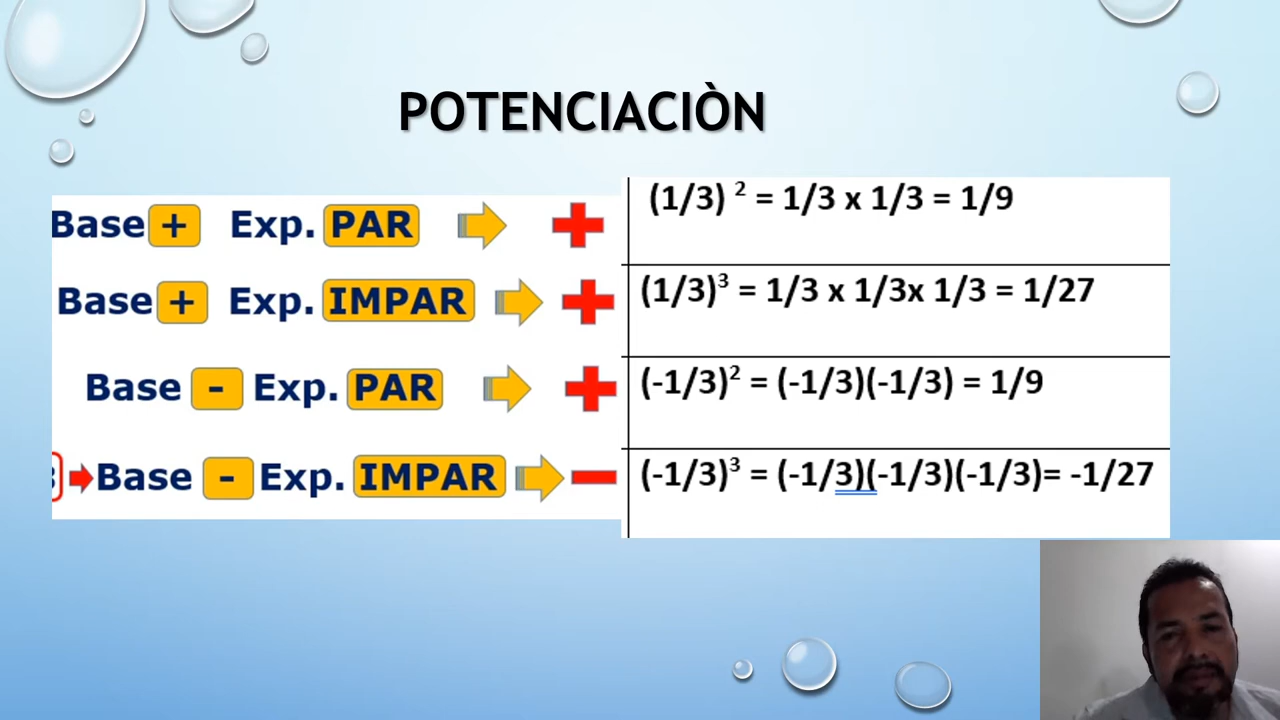 POTENCIACIÒN
Base + Exp. PAR + (1/3) ² = 1/3 x 1/3 = 1/9
Base + Exp. IMPAR + (1/3)³ = 1/3 x 1/3x 1/3 = 1/27
Base - Exp. PAR + (-1/3)² = (-1/3)(-1/3) = 1/9
Base - Exp. IMPAR - (-1/3)³ = (-1/3)(-1/3)(-1/3)= -1/27